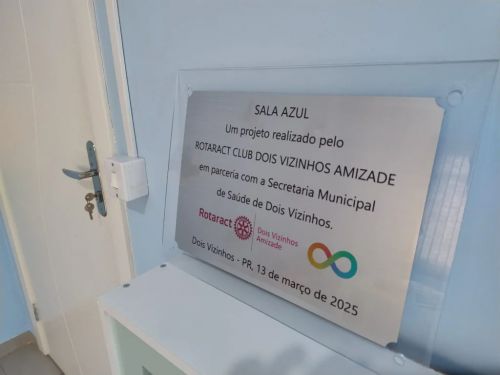 SALA AZUL
Um projeto realizado pelo
ROTARACT CLUB DOIS VIZINHOS AMIZADE
em parceria com a Secretaria Municipal
de Saúde de Dois Vizinhos.
Rotaract
Dois Vizinhos
Amizade
Dois Vizinhos - PR, 13 de março de 2025